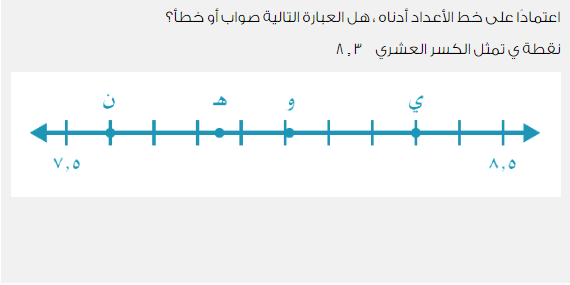 اعتمادًا على خط الأعداد أدناه ، هل العبارة التالية صواب أو خطأ؟
نقطة ي تمثل الكسر العشري ٨,٣
ي و هـ ن
٧,٥ ٨,٥